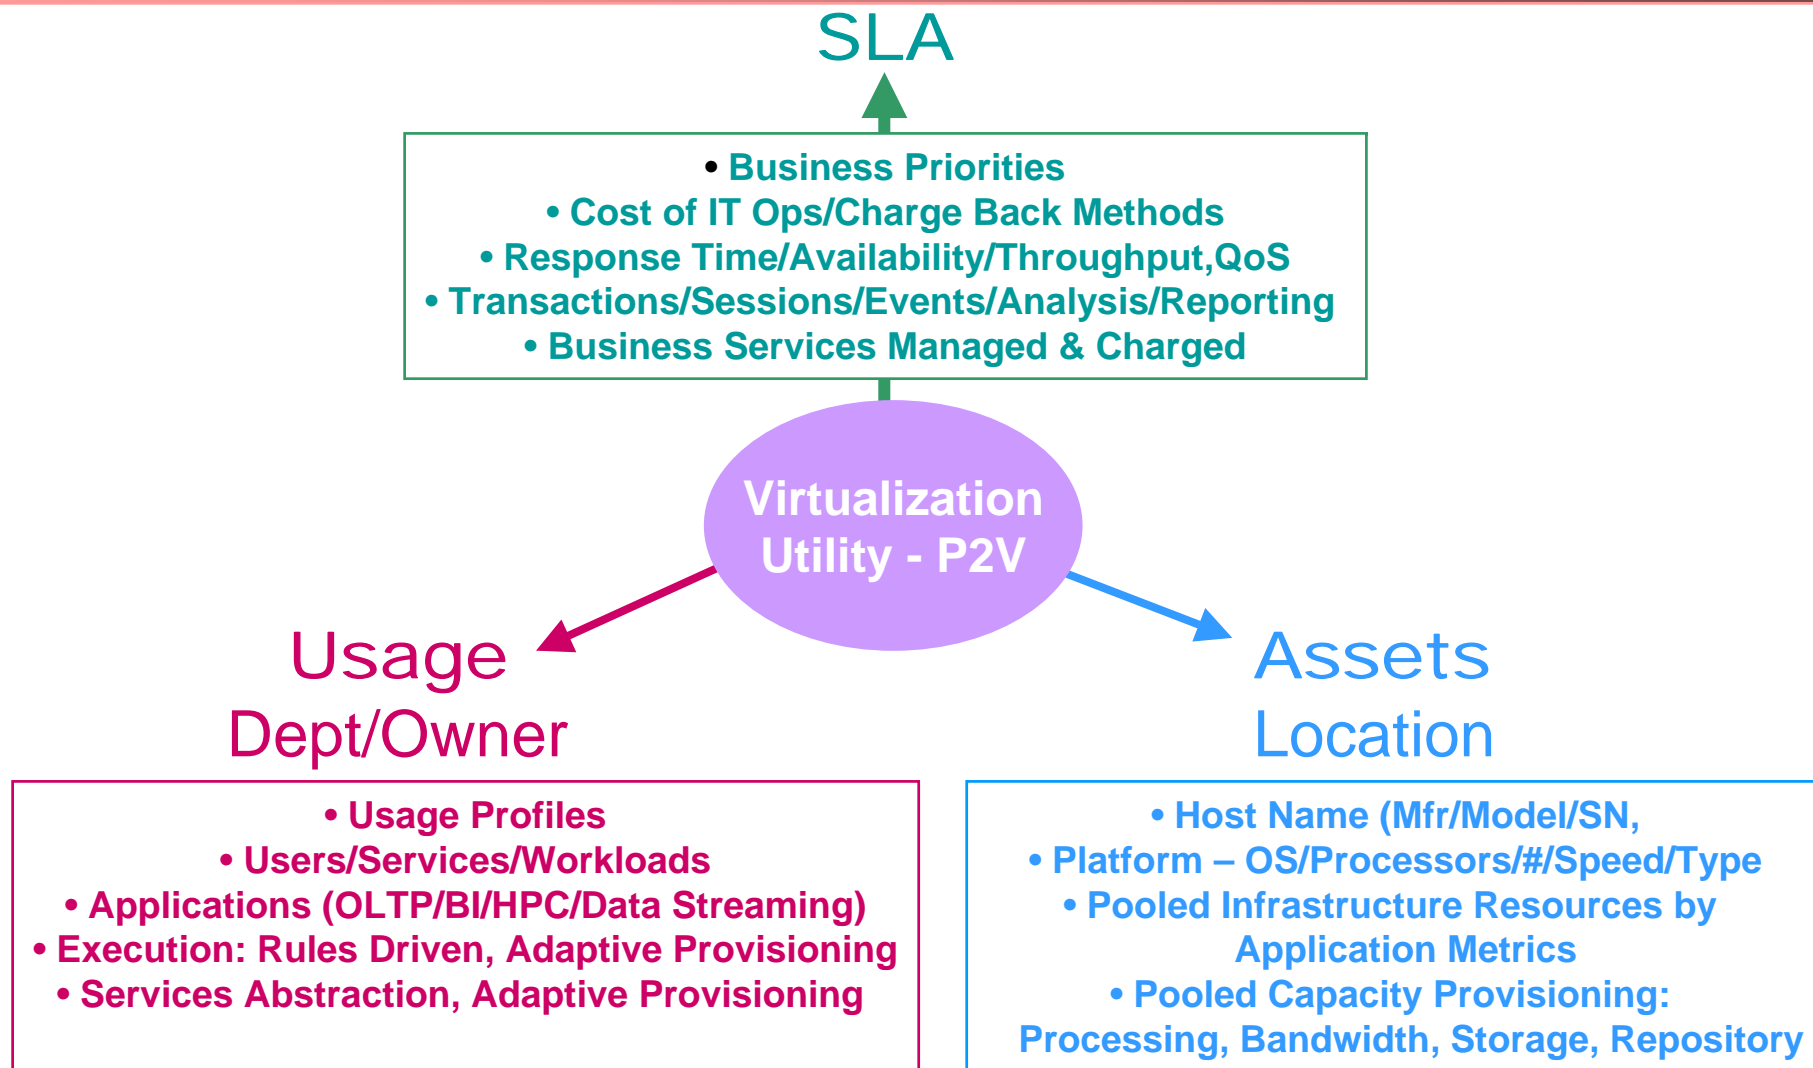 SLA
• Business Priorities
• Cost of IT Ops/Charge Back Methods
• Response Time/Availability/Throughput,QoS
• Transactions/Sessions/Events/Analysis/Reporting
• Business Services Managed & Charged
Virtualization
Utility - P2V
Usage
Dept/Owner
• Usage Profiles
• Users/Services/Workloads
• Applications (OLTP/BI/HPC/Data Streaming)
• Execution: Rules Driven, Adaptive Provisioning
• Services Abstraction, Adaptive Provisioning
Assets
Location
• Host Name (Mfr/Model/SN,
• Platform – OS/Processors/#/Speed/Type
• Pooled Infrastructure Resources by
Application Metrics
• Pooled Capacity Provisioning:
Processing, Bandwidth, Storage, Repository